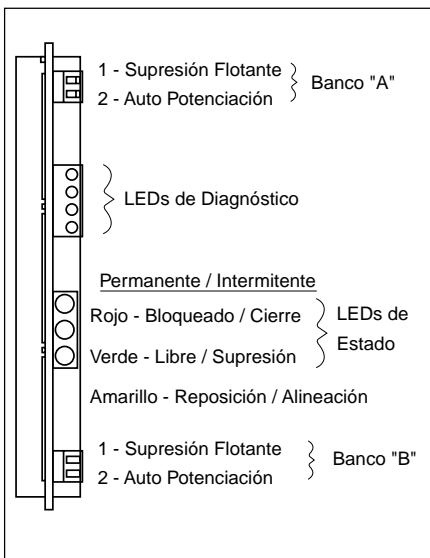 1 - Supresión Flotante
2 - Auto Potenciación
Banco "A"
LEDs de Diagnóstico
Permanente / Intermitente
Rojo - Bloqueado / Cierre
Verde - Libre / Supresión
LEDs de
Estado
Amarillo - Reposición / Alineación
1 - Supresión Flotante
2 - Auto Potenciación
Banco "B"